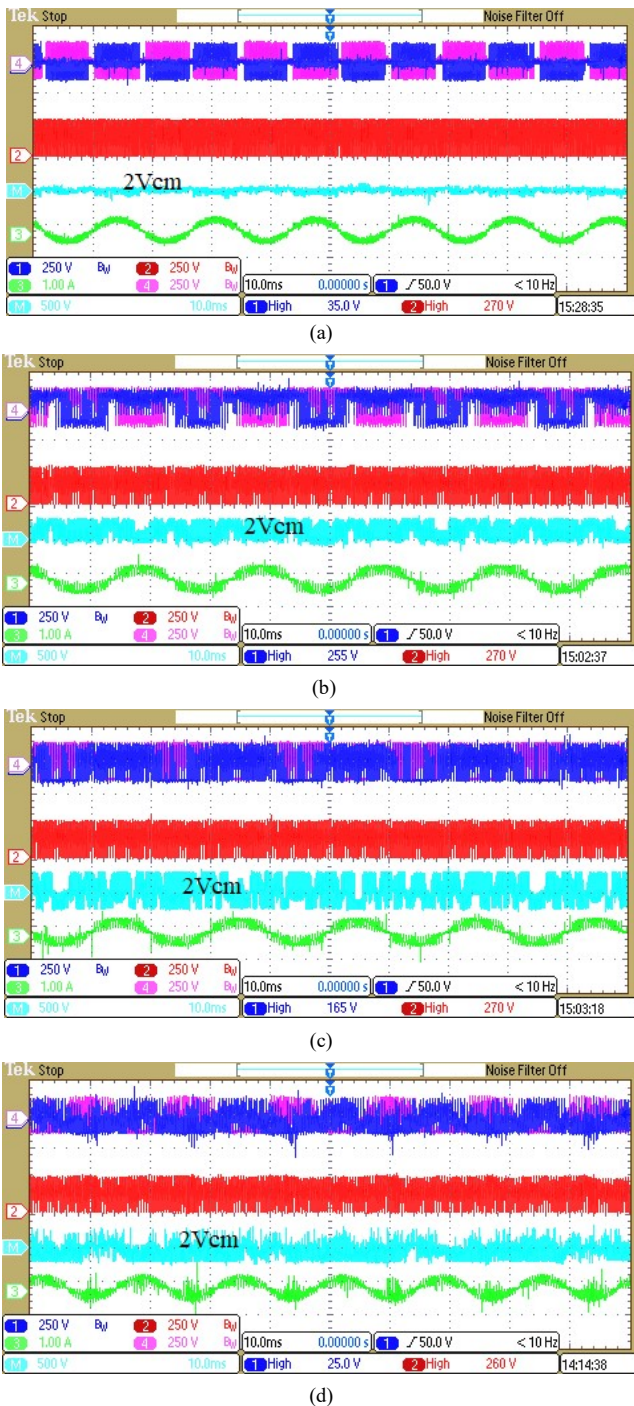 Tek Stop Noise Filter Off
4
2
2Vcm
M
3
1 250 V BW 2 250 V BW
3 1.00 A 4 250 V BW 10.0ms 0.00000 s 1 50.0 V < 10 Hz
M 500 V 10.0ms 1 High 35.0 V 2 High 270 V 15:28:35
(a)
Tek Stop Noise Filter Off
4
2
2Vcm
M
3
1 250 V BW 2 250 V BW
3 1.00 A 4 250 V BW 10.0ms 0.00000 s 1 50.0 V < 10 Hz
M 500 V 10.0ms 1 High 255 V 2 High 270 V 15:02:37
(b)
Tek Stop Noise Filter Off
4
2
2Vcm
M
3
1 250 V BW 2 250 V BW
3 1.00 A 4 250 V BW 10.0ms 0.00000 s 1 50.0 V < 10 Hz
M 500 V 10.0ms 1 High 165 V 2 High 270 V 15:03:18
(c)
Tek Stop Noise Filter Off
4
2
2Vcm
M
3
1 250 V BW 2 250 V BW
3 1.00 A 4 250 V BW 10.0ms 0.00000 s 1 50.0 V < 10 Hz
M 500 V 10.0ms 1 High 25.0 V 2 High 260 V 14:14:38
(d)